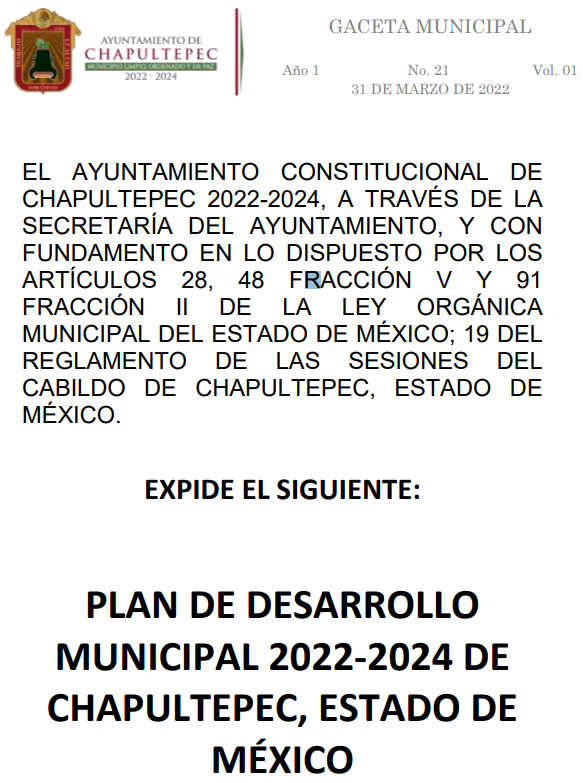 AYUNTAMIENTO DE
CHAPULTEPEC
MUNICIPIO LIMPIO, ORDENADO Y EN PAZ
2022 - 2024
GACETA MUNICIPAL
Año 1 No. 21 Vol. 01
31 DE MARZO DE 2022
EL AYUNTAMIENTO CONSTITUCIONAL DE
CHAPULTEPEC 2022-2024, A TRAVÉS DE LA
SECRETARÍA DEL AYUNTAMIENTO, Y CON
FUNDAMENTO EN LO DISPUESTO POR LOS
ARTÍCULOS 28, 48 FRACCIÓN V Y 91
FRACCIÓN II DE LA LEY ORGÁNICA
MUNICIPAL DEL ESTADO DE MÉXICO; 19 DEL
REGLAMENTO DE LAS SESIONES DEL
CABILDO DE CHAPULTEPEC, ESTADO DE
MÉXICO.
EXPIDE EL SIGUIENTE:
PLAN DE DESARROLLO
MUNICIPAL 2022-2024 DE
CHAPULTEPEC, ESTADO DE
MÉXICO